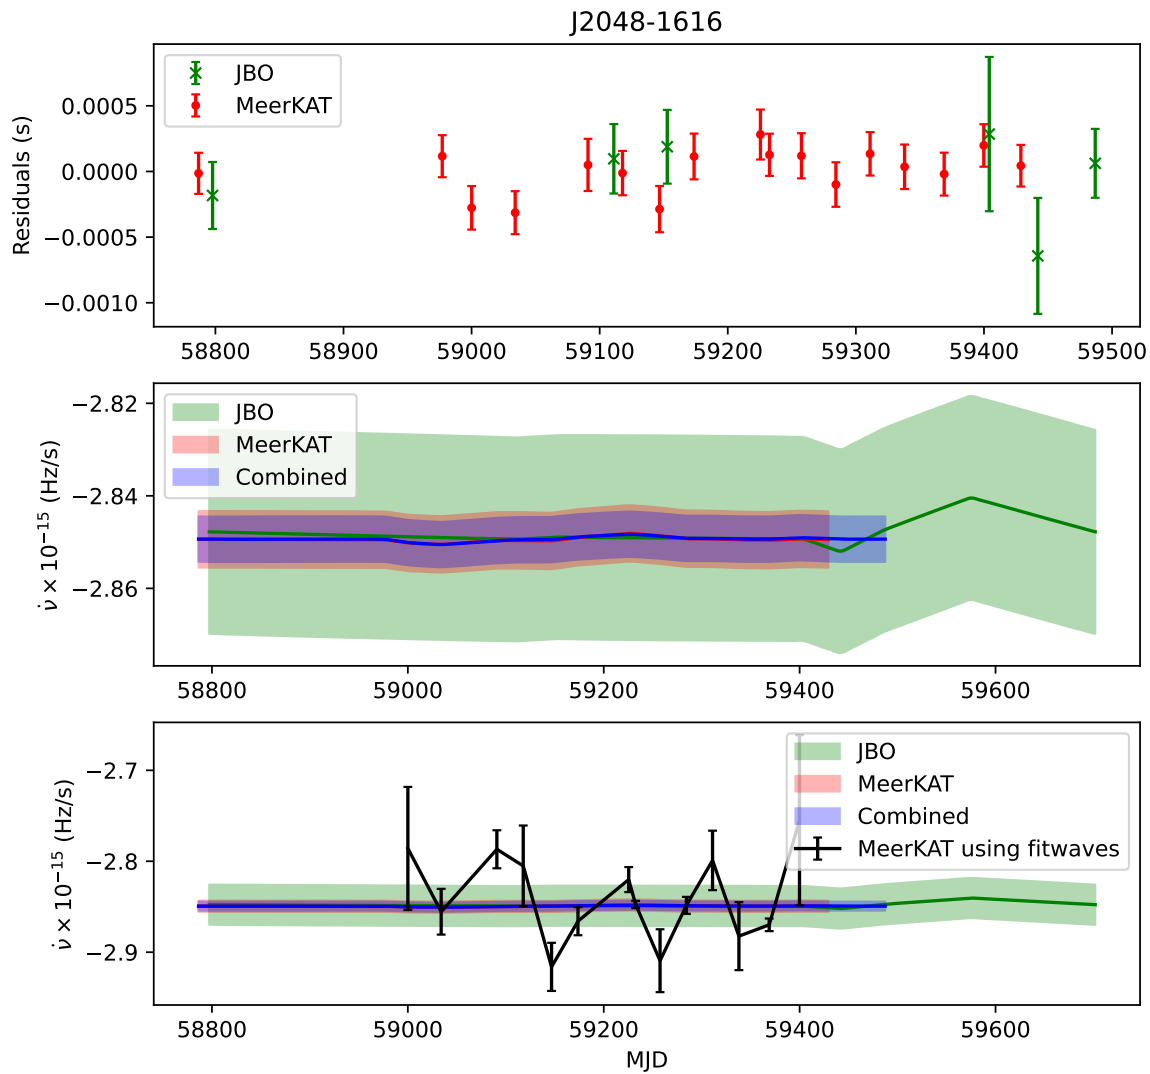 J2048-1616
JBO
MeerKAT
Residuals (s)
0.0005
0.0000
−0.0005
−0.0010
58800 58900 59000 59100 59200 59300 59400 59500
JBO
MeerKAT
Combined
ν̇ × 10⁻¹⁵ (Hz/s)
−2.82
−2.84
−2.86
58800 59000 59200 59400 59600
JBO
MeerKAT
Combined
MeerKAT using fitwaves
ν̇ × 10⁻¹⁵ (Hz/s)
−2.7
−2.8
−2.9
58800 59000 59200 59400 59600
MJD